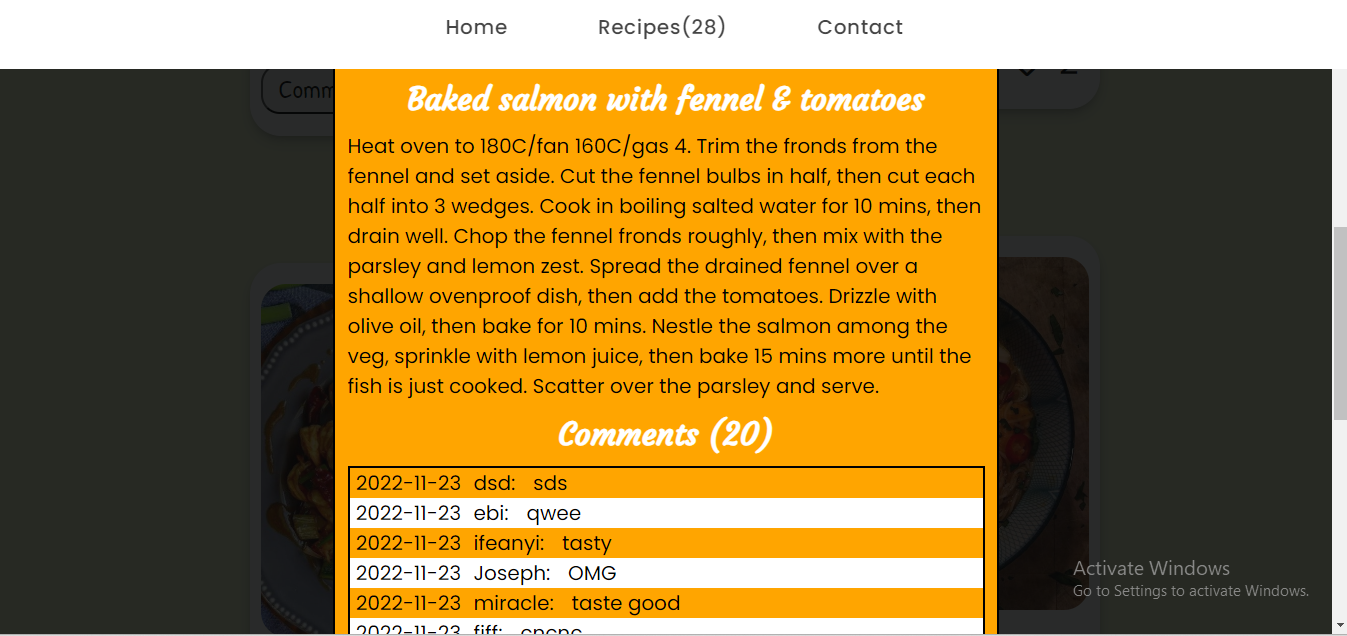 Home Recipes(28) Contact
Comm
Baked salmon with fennel & tomatoes
Heat oven to 180C/fan 160C/gas 4. Trim the fronds from the
fennel and set aside. Cut the fennel bulbs in half, then cut each
half into 3 wedges. Cook in boiling salted water for 10 mins, then
drain well. Chop the fennel fronds roughly, then mix with the
parsley and lemon zest. Spread the drained fennel over a
shallow ovenproof dish, then add the tomatoes. Drizzle with
olive oil, then bake for 10 mins. Nestle the salmon among the
veg, sprinkle with lemon juice, then bake 15 mins more until the
fish is just cooked. Scatter over the parsley and serve.
Comments (20)
2022-11-23 dsd: sds
2022-11-23 ebi: qwee
2022-11-23 ifeanyi: tasty
2022-11-23 Joseph: OMG
2022-11-23 miracle: taste good
2022-11-23
Activate Windows
Go to Settings to activate Windows.